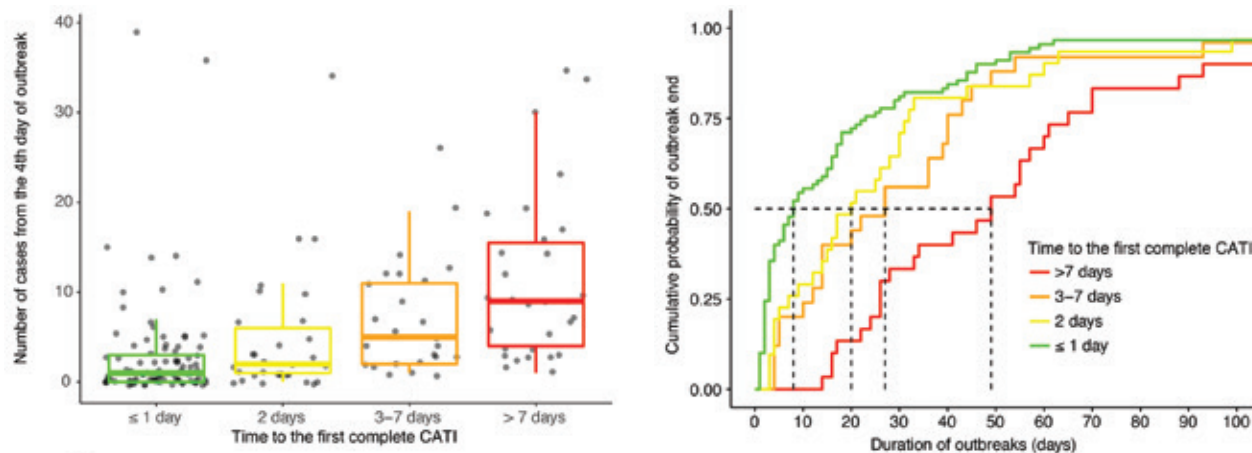 Number of cases from the 4th day of outbreak
40
30
20
10
0
≤ 1 day
2 days
3–7 days
> 7 days
Time to the first complete CATI
Cumulative probability of outbreak end
1.00
0.75
0.50
0.25
0.00
0
10
20
30
40
50
60
70
80
90
100
Duration of outbreaks (days)
Time to the first complete CATI
>7 days
3–7 days
2 days
≤ 1 day